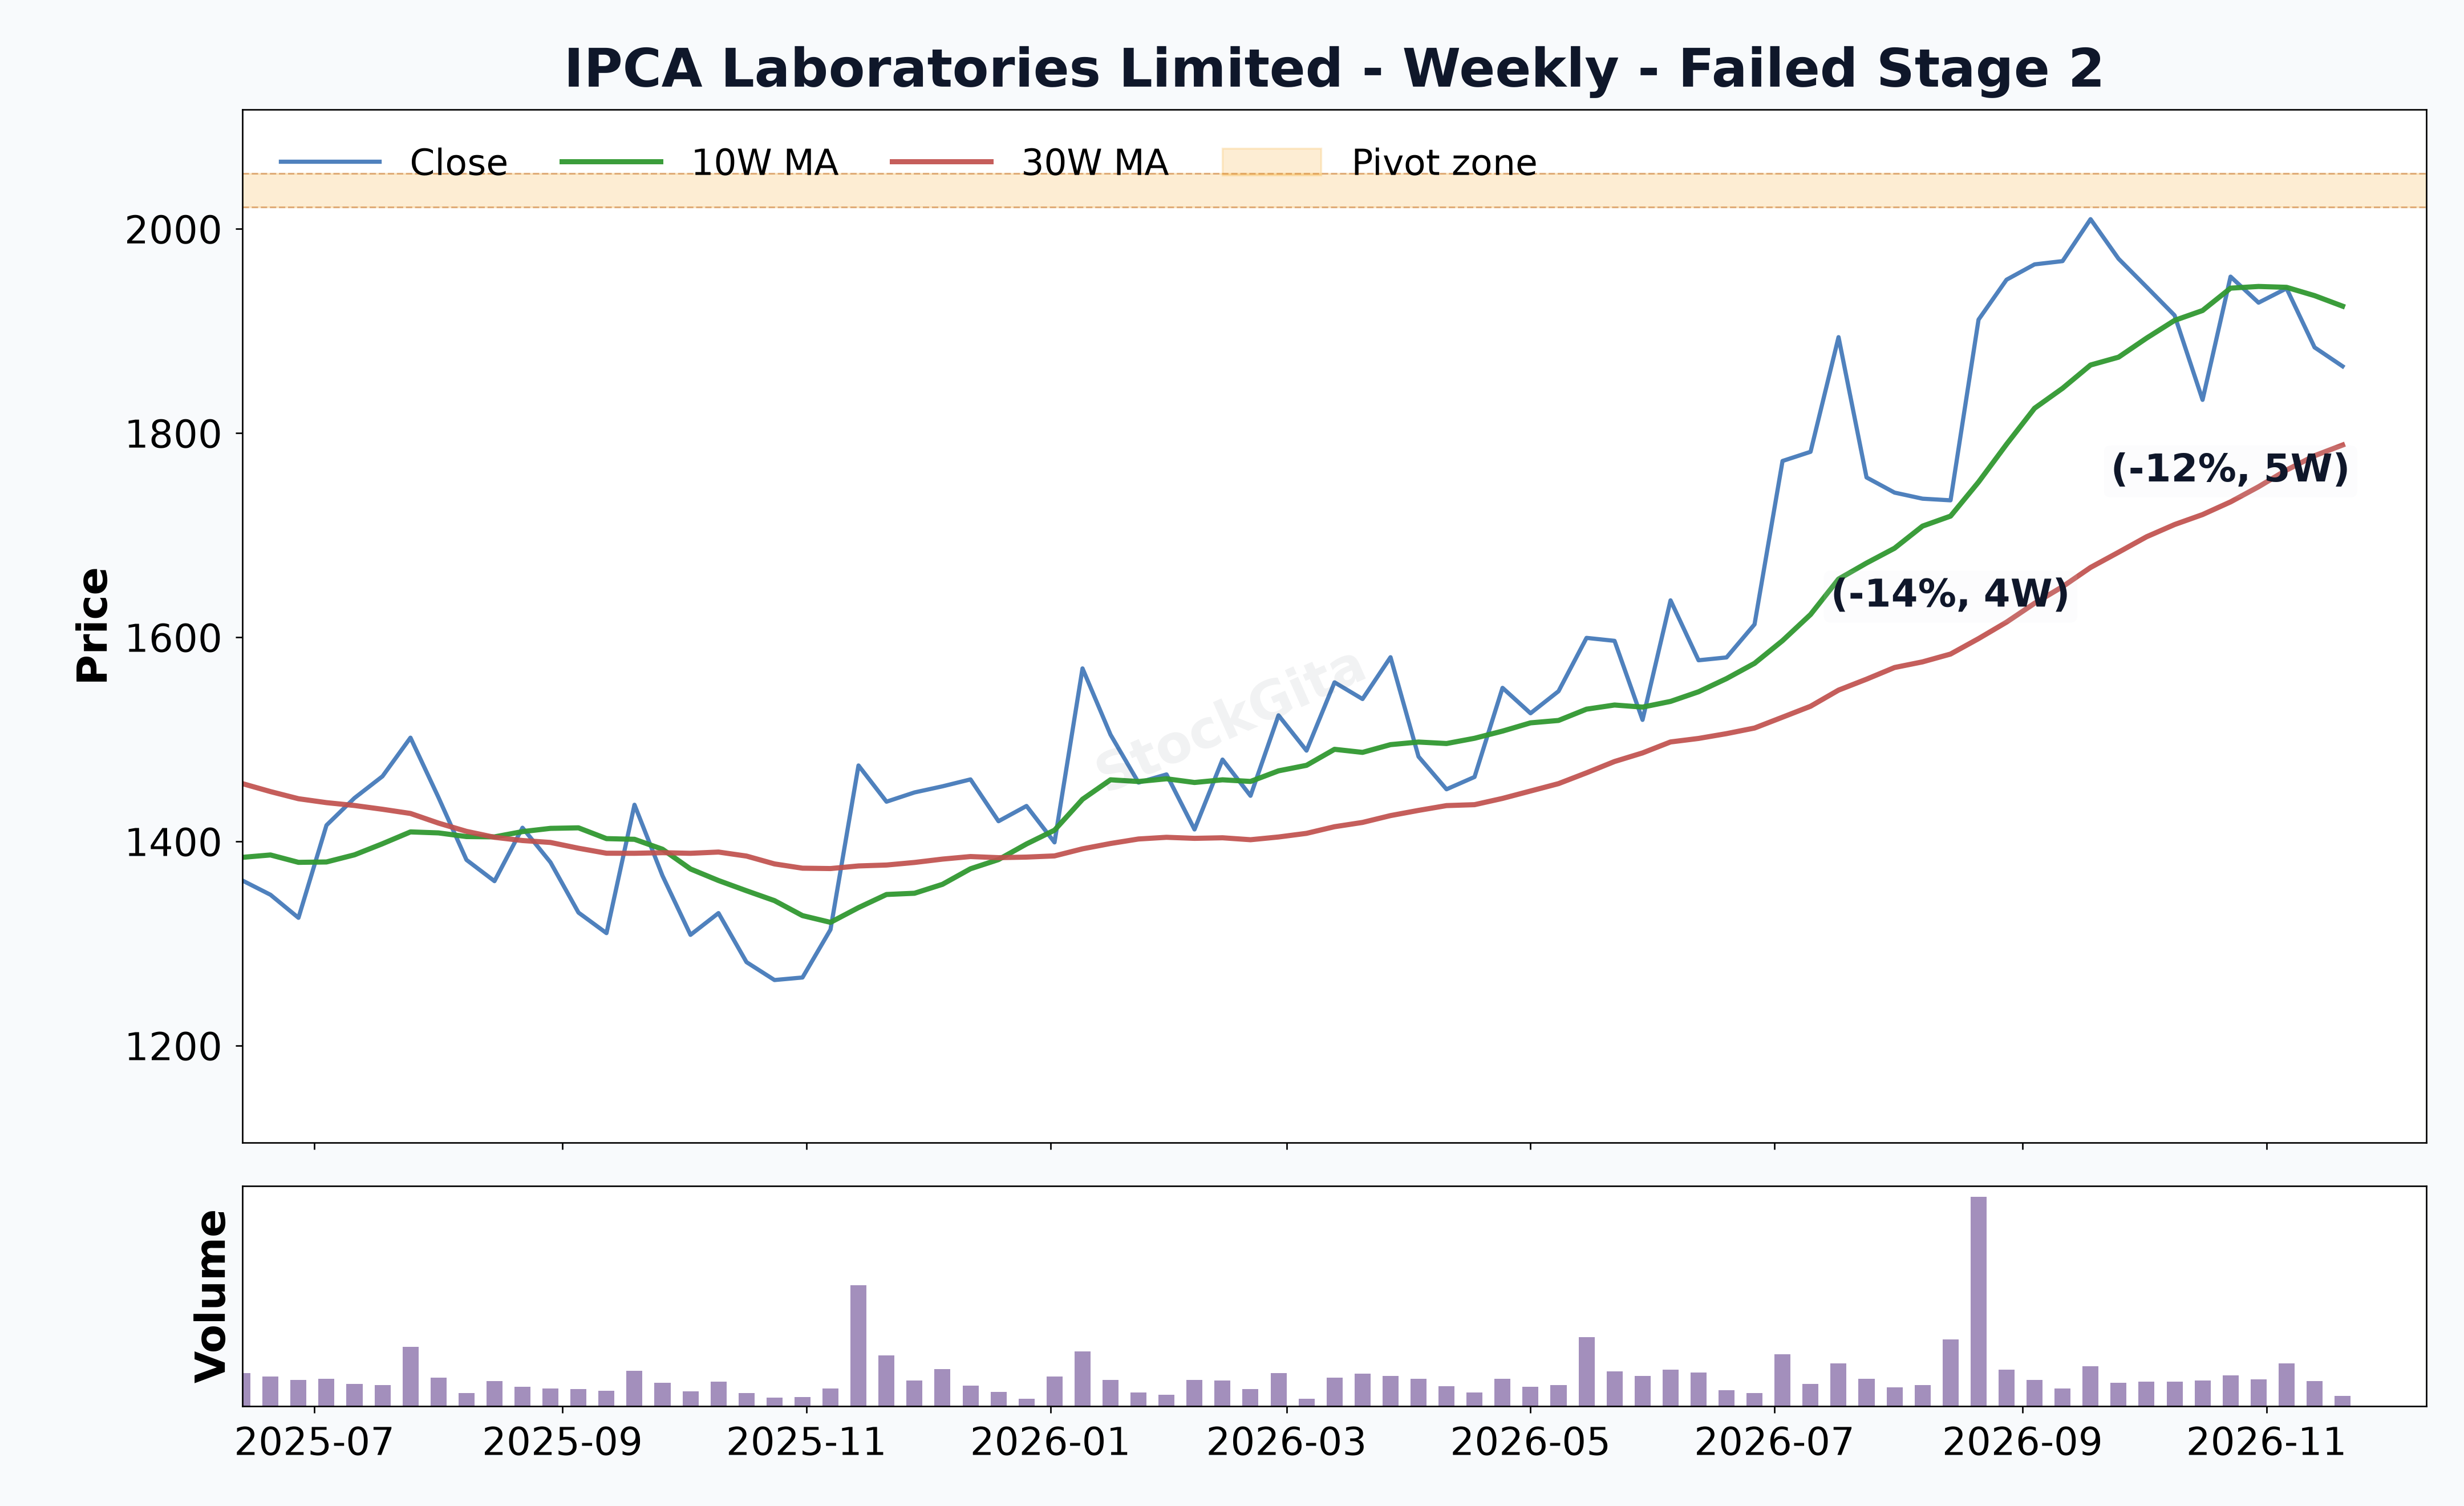 IPCA Laboratories Limited - Weekly - Failed Stage 2
Close 10W MA 30W MA Pivot zone
2000
1800
1600
1400
1200
Price
(-12%, 5W)
(-14%, 4W)
StockGita
Volume
2025-07 2025-09 2025-11 2026-01 2026-03 2026-05 2026-07 2026-09 2026-11